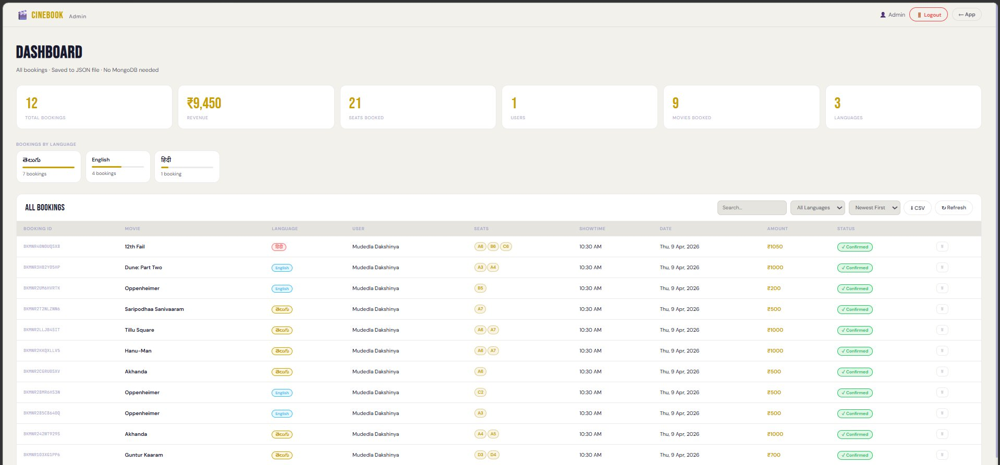 CINEBOOK Admin
Admin Logout ← App
DASHBOARD
All bookings · Saved to JSON file · No MongoDB needed
12
TOTAL BOOKINGS
₹9,450
REVENUE
21
SEATS BOOKED
1
USERS
9
MOVIES BOOKED
3
LANGUAGES
BOOKINGS BY LANGUAGE
తెలుగు
7 bookings
English
4 bookings
हिंदी
1 booking
ALL BOOKINGS
Search... All Languages Newest First ⬇ CSV ↻ Refresh
BOOKING ID MOVIE LANGUAGE USER SEATS SHOWTIME DATE AMOUNT STATUS
12th Fail हिंदी Mudedla Dakshinya A6 B6 C6 10:30 AM Thu, 9 Apr, 2026 ₹1050 ✓ Confirmed
Dune: Part Two English Mudedla Dakshinya A3 A4 10:30 AM Thu, 9 Apr, 2026 ₹1000 ✓ Confirmed
Oppenheimer English Mudedla Dakshinya B5 10:30 AM Thu, 9 Apr, 2026 ₹200 ✓ Confirmed
Saripodhaa Sanivaaram తెలుగు Mudedla Dakshinya A7 10:30 AM Thu, 9 Apr, 2026 ₹500 ✓ Confirmed
Tillu Square తెలుగు Mudedla Dakshinya A6 A7 10:30 AM Thu, 9 Apr, 2026 ₹1000 ✓ Confirmed
Hanu-Man తెలుగు Mudedla Dakshinya A6 A7 10:30 AM Thu, 9 Apr, 2026 ₹1000 ✓ Confirmed
Akhanda తెలుగు Mudedla Dakshinya A6 10:30 AM Thu, 9 Apr, 2026 ₹500 ✓ Confirmed
Oppenheimer English Mudedla Dakshinya C2 10:30 AM Thu, 9 Apr, 2026 ₹500 ✓ Confirmed
Oppenheimer English Mudedla Dakshinya A3 10:30 AM Thu, 9 Apr, 2026 ₹500 ✓ Confirmed
Akhanda తెలుగు Mudedla Dakshinya A4 A5 10:30 AM Thu, 9 Apr, 2026 ₹1000 ✓ Confirmed
Guntur Kaaram తెలుగు Mudedla Dakshinya D3 D4 10:30 AM Thu, 9 Apr, 2026 ₹700 ✓ Confirmed